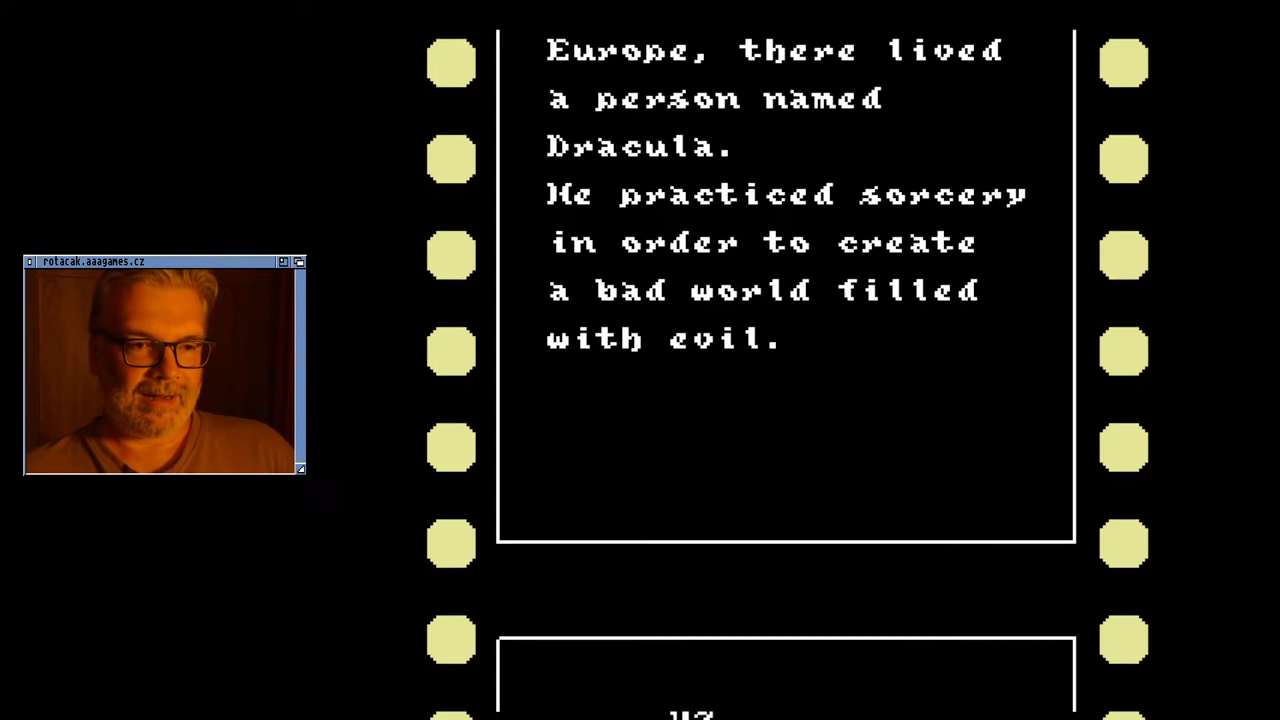 Europe, there lived
a person named
Dracula.
He practiced sorcery
in order to create
a bad world filled
with evil.
rotacak.aaagames.cz